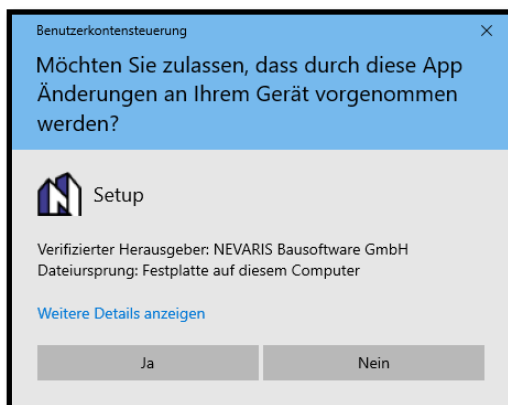 Benutzerkontensteuerung
Möchten Sie zulassen, dass durch diese App
Änderungen an Ihrem Gerät vorgenommen
werden?
Setup
Verifizierter Herausgeber: NEVARIS Bausoftware GmbH
Dateiursprung: Festplatte auf diesem Computer
Weitere Details anzeigen
Ja Nein